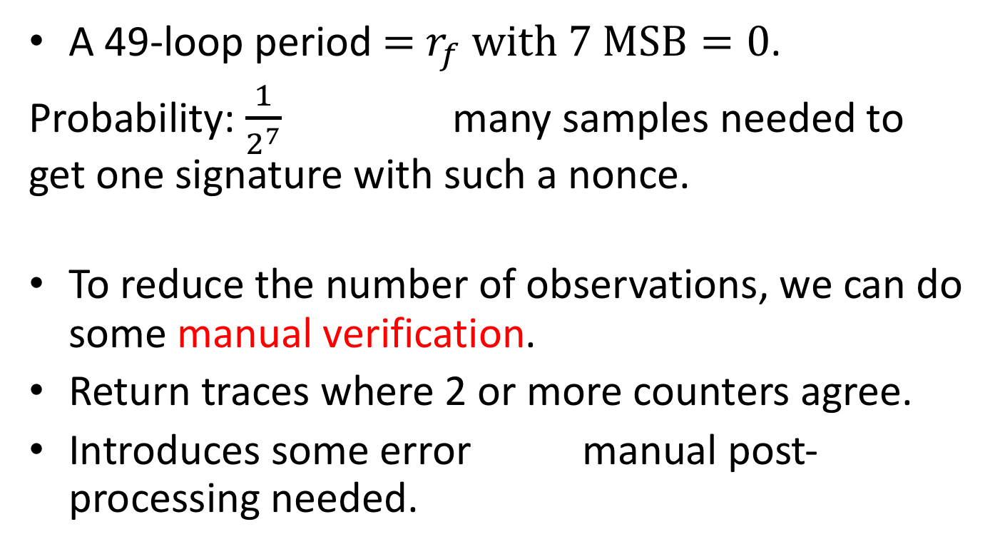 • A 49-loop period = r_f with 7 MSB = 0.
Probability: 1/2^7 many samples needed to
get one signature with such a nonce.
• To reduce the number of observations, we can do
some manual verification.
• Return traces where 2 or more counters agree.
• Introduces some error manual post-
processing needed.